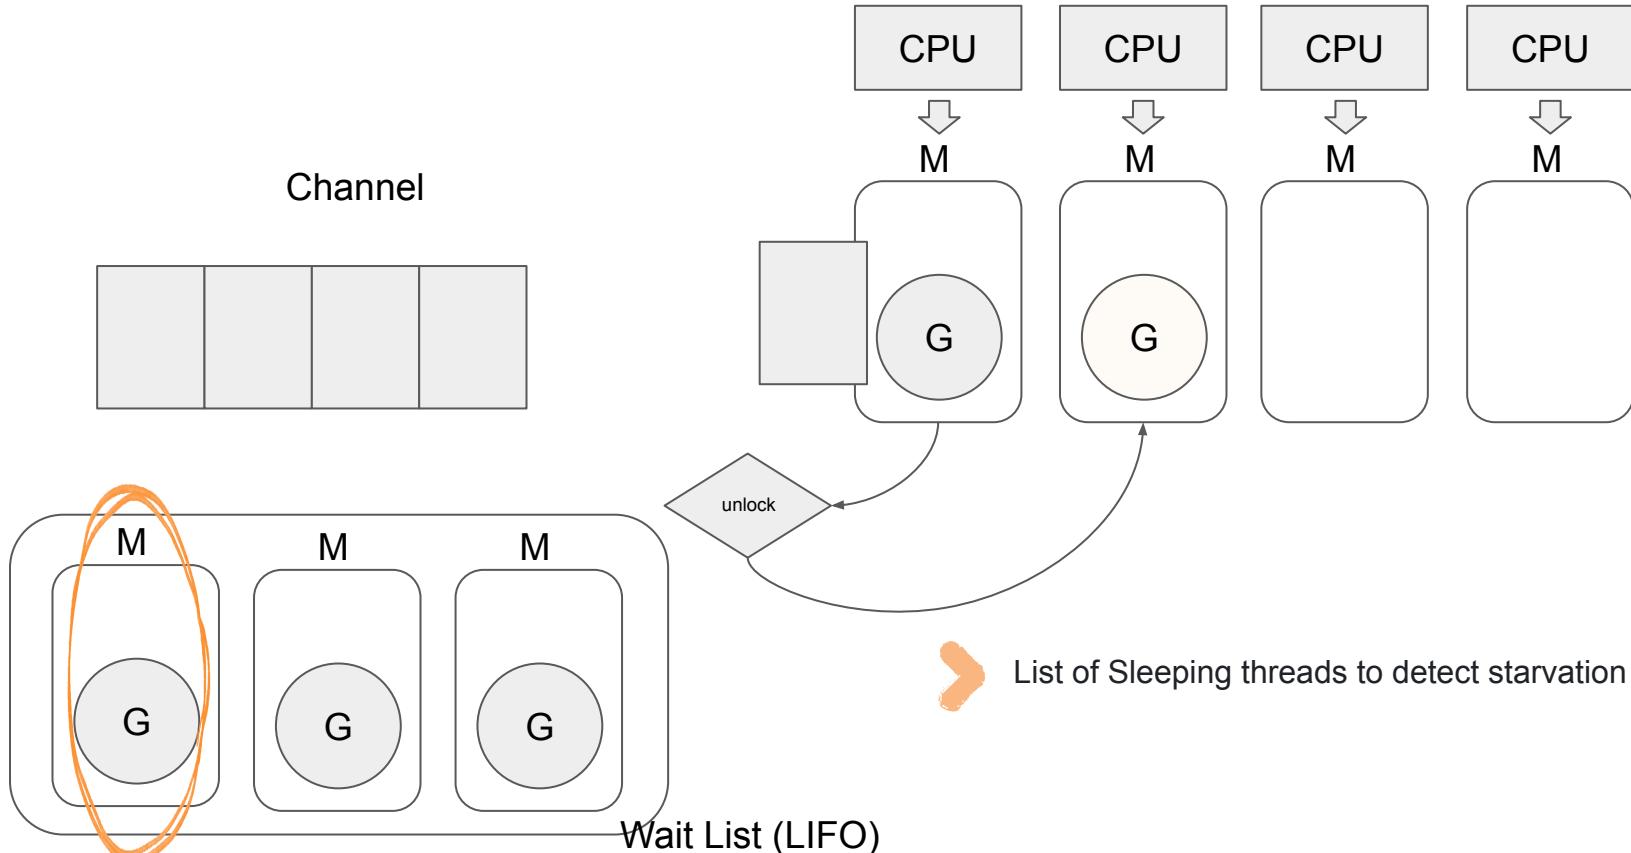 CPU
CPU
CPU
CPU
M
M
M
M
Channel
G
G
unlock
M
M
M
List of Sleeping threads to detect starvation
G
G
G
Wait List (LIFO)